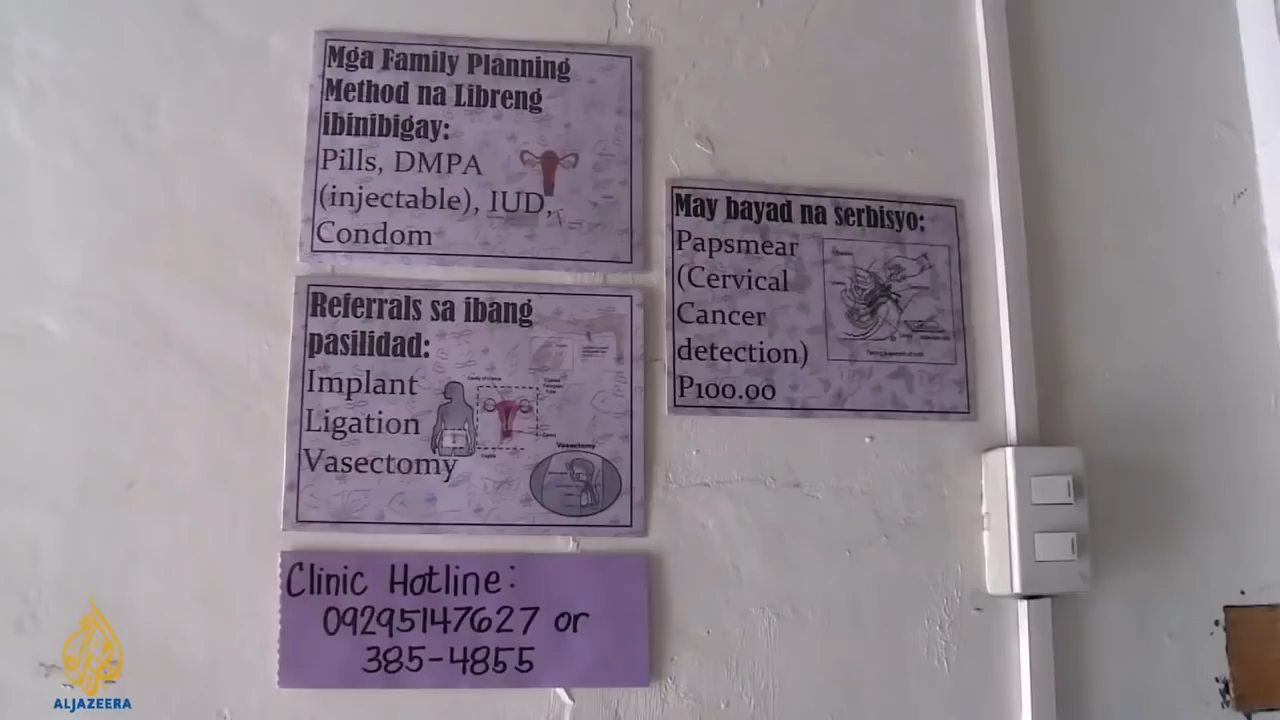 Mga Family Planning
Method na Libreng
ibinibigay:
Pills, DMPA
(injectable), IUD,
Condom
Referrals sa ibang
pasilidad:
Implant
Ligation
Vasectomy
Vasectomy
Clinic Hotline:
09295147627 or
385-4855
May bayad na serbisyo:
Papsmear
(Cervical
Cancer
detection)
P100.00
ALJAZEERA